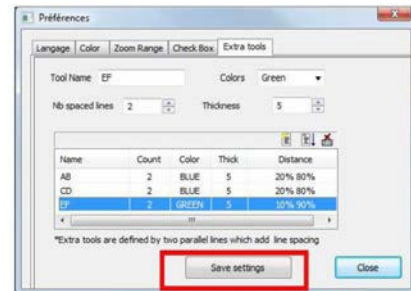 Préférences
Langage Color Zoom Range Check Box Extra tools
Tool Name EF Colors Green
Nb spaced lines 2 Thickness 5
Name Count Color Thick Distance
AB 2 BLUE 5 20% 80%
CD 2 BLUE 5 20% 80%
EF 2 GREEN 5 10% 90%
*Extra tools are defined by two parallel lines which add line spacing
Save settings Close